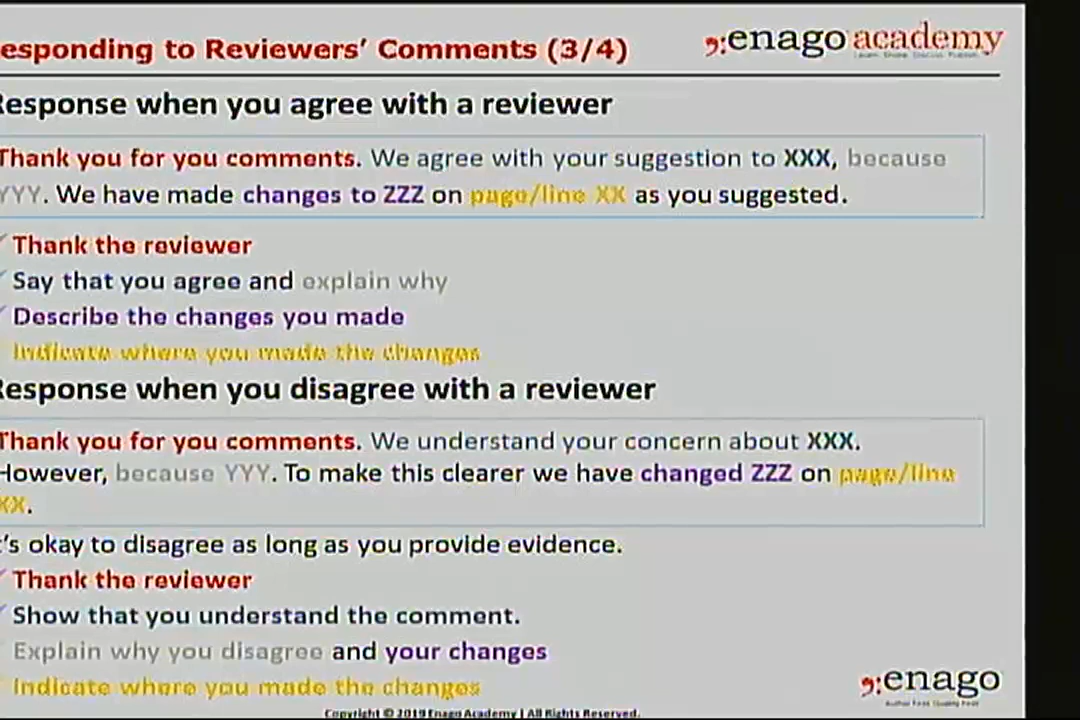 esponding to Reviewers' Comments (3/4)
enago academy
Response when you agree with a reviewer
Thank you for you comments. We agree with your suggestion to XXX, because
YYY. We have made changes to ZZZ on page/line XX as you suggested.
Thank the reviewer
Say that you agree and explain why
Describe the changes you made
Indicate where you made the changes
Response when you disagree with a reviewer
Thank you for you comments. We understand your concern about XXX.
However, because YYY. To make this clearer we have changed ZZZ on page/line
XX.
t's okay to disagree as long as you provide evidence.
Thank the reviewer
Show that you understand the comment.
Explain why you disagree and your changes
Indicate where you made the changes
enago
Copyright © 2019 Enago Academy | All Rights Reserved.